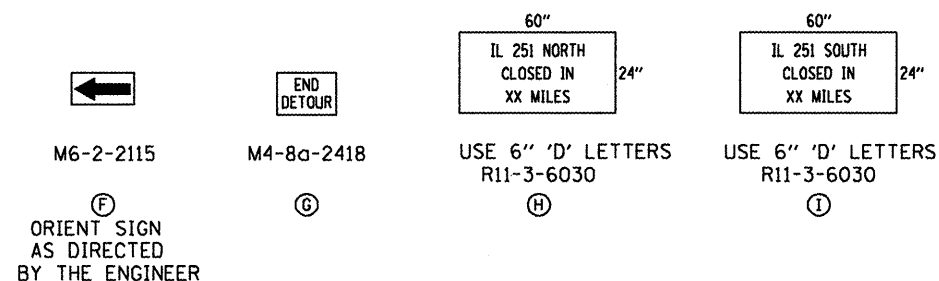 60"
60"
IL 251 NORTH
CLOSED IN
XX MILES
24"
IL 251 SOUTH
CLOSED IN
XX MILES
24"
END
DETOUR
M6-2-2115
M4-8a-2418
USE 6" 'D' LETTERS
R11-3-6030
USE 6" 'D' LETTERS
R11-3-6030
F
G
H
I
ORIENT SIGN
AS DIRECTED
BY THE ENGINEER